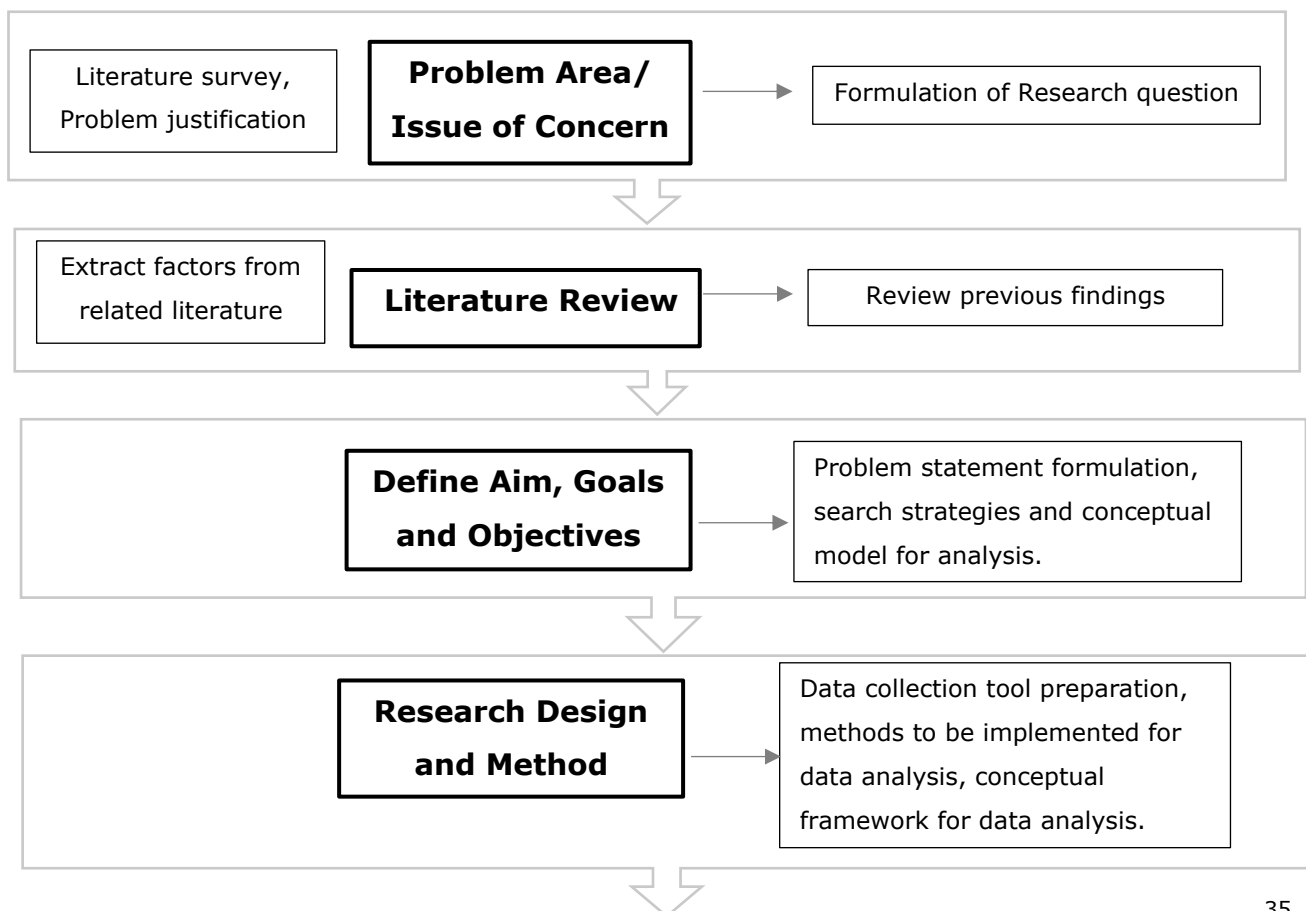 Literature survey,
Problem justification
Problem Area/
Issue of Concern
Formulation of Research question
Extract factors from
related literature
Literature Review
Review previous findings
Define Aim, Goals
and Objectives
Problem statement formulation,
search strategies and conceptual
model for analysis.
Research Design
and Method
Data collection tool preparation,
methods to be implemented for
data analysis, conceptual
framework for data analysis.
35